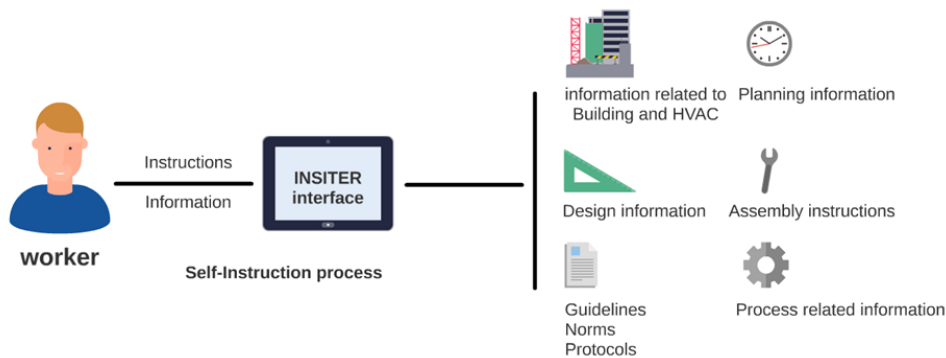 worker
Instructions
Information
INSITER
interface
Self-Instruction process
information related to
Building and HVAC
Planning information
Design information
Assembly instructions
Guidelines
Norms
Protocols
Process related information